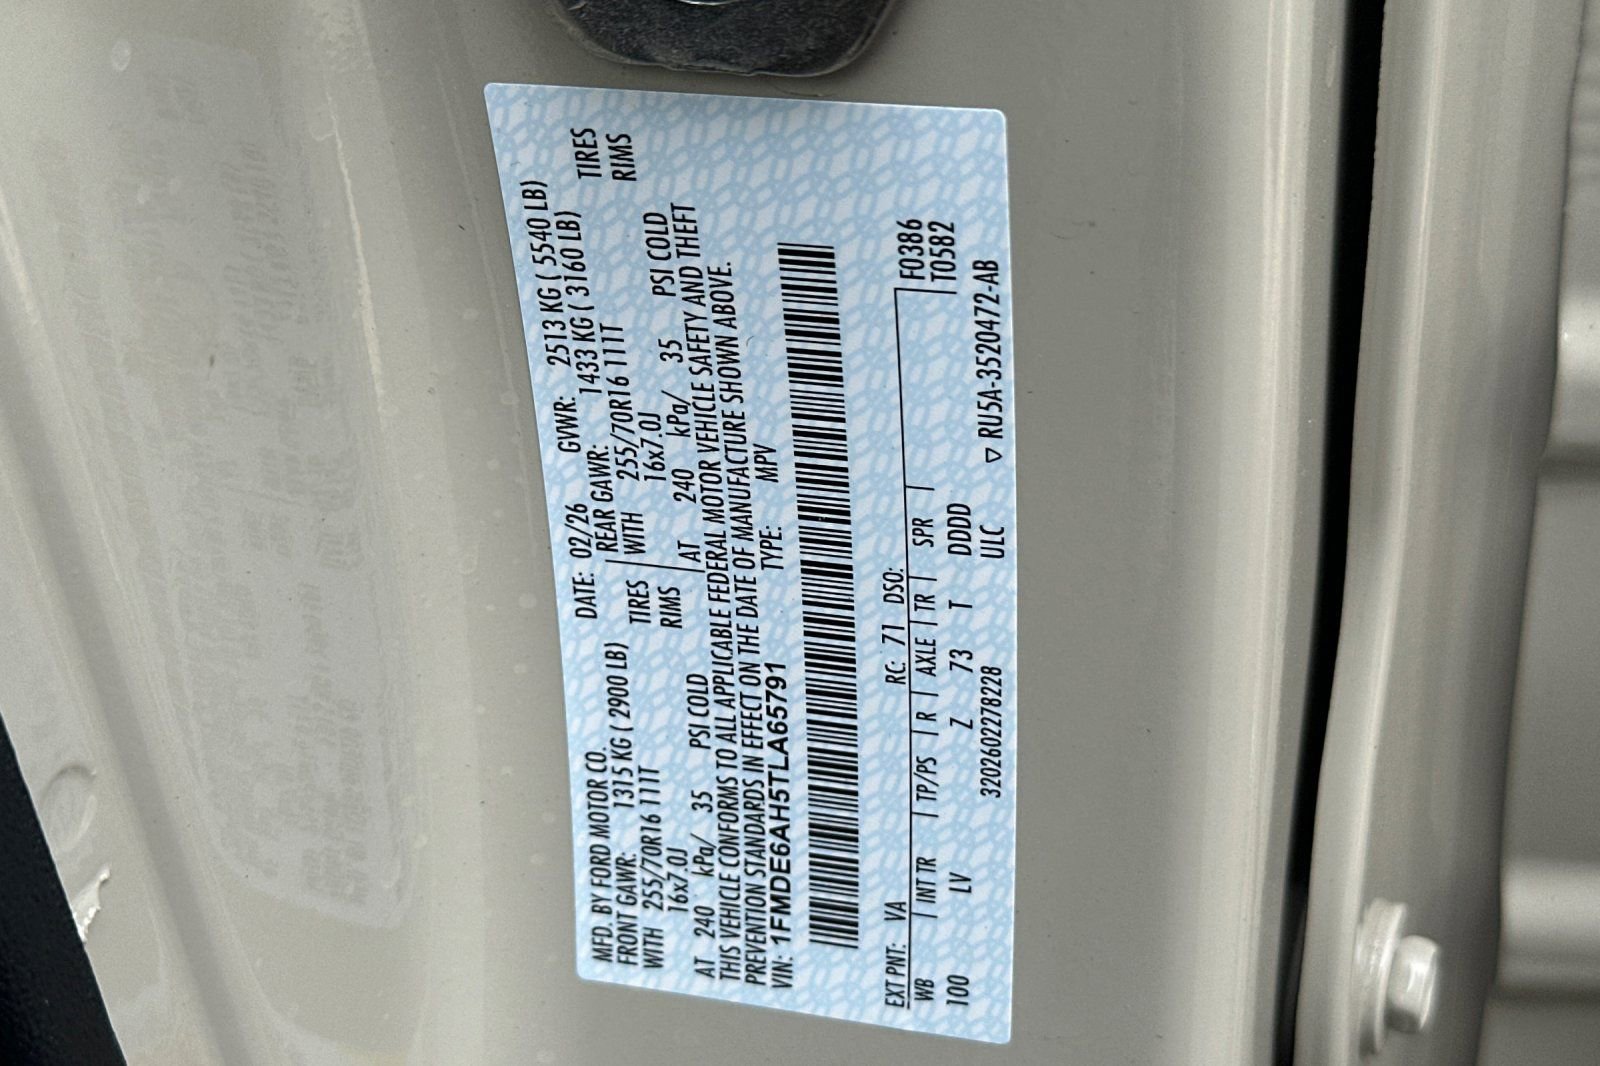 MFD. BY FORD MOTOR CO. DATE: 02/26 GVWR: 2513 KG ( 5540 LB)
FRONT GAWR: 1315 KG ( 2900 LB) REAR GAWR: 1433 KG ( 3160 LB)
WITH 255/70R16 111T TIRES WITH 255/70R16 111T TIRES
16x7.0J RIMS 16x7.0J RIMS
AT 240 kPa/ 35 PSI COLD AT 240 kPa/ 35 PSI COLD
THIS VEHICLE CONFORMS TO ALL APPLICABLE FEDERAL MOTOR VEHICLE SAFETY AND THEFT
PREVENTION STANDARDS IN EFFECT ON THE DATE OF MANUFACTURE SHOWN ABOVE.
VIN: 1FMDE6AH5TLA65791 TYPE: MPV
EXT PNT: VA RC: 71 DSO: F0386
WB INT TR TP/PS R AXLE TR SPR T0582
100 LV Z 73 T DDDD
3202602278228 ULC ▽ RU5A-3520472-AB